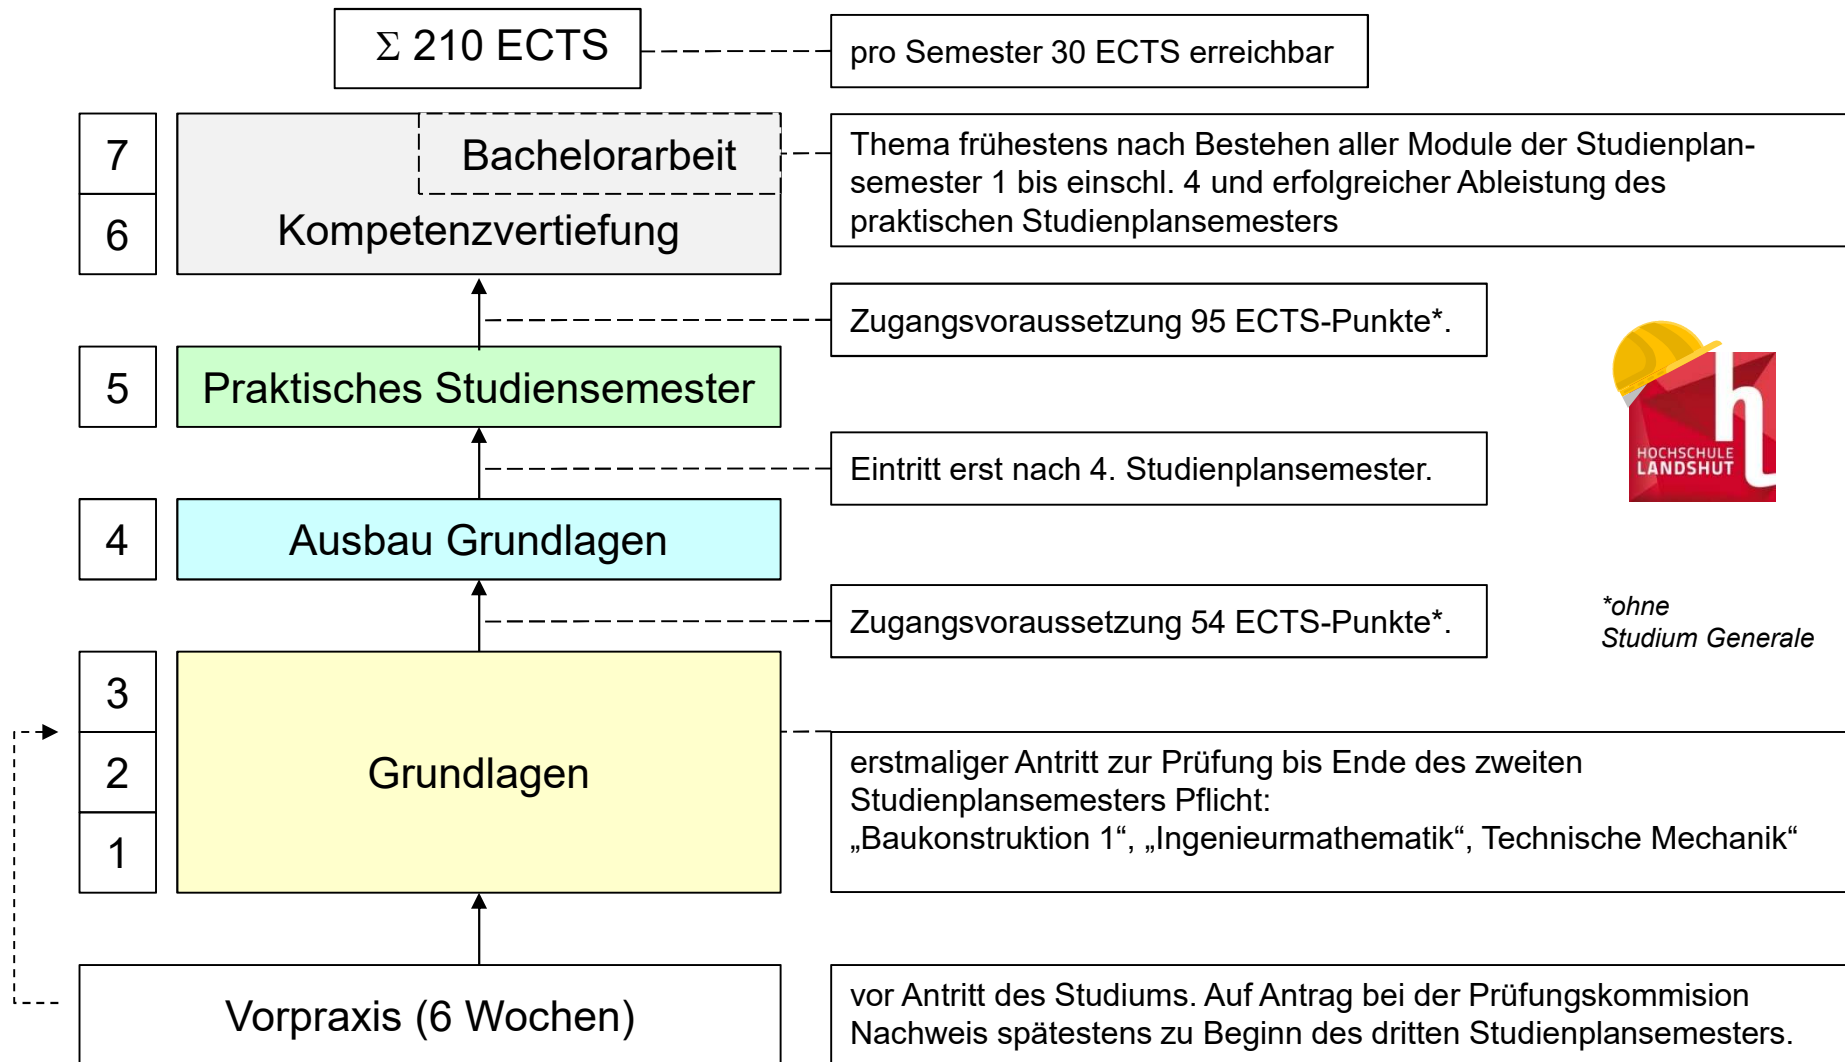 Σ 210 ECTS
pro Semester 30 ECTS erreichbar
7
Bachelorarbeit
Thema frühestens nach Bestehen aller Module der Studienplan-
semester 1 bis einschl. 4 und erfolgreicher Ableistung des
praktischen Studienplansemesters
6
Kompetenzvertiefung
Zugangsvoraussetzung 95 ECTS-Punkte*.
5
Praktisches Studiensemester
HOCHSCHULE
LANDSHUT
h
Eintritt erst nach 4. Studienplansemester.
4
Ausbau Grundlagen
Zugangsvoraussetzung 54 ECTS-Punkte*.
*ohne
Studium Generale
3
2
1
Grundlagen
erstmaliger Antritt zur Prüfung bis Ende des zweiten
Studienplansemesters Pflicht:
„Baukonstruktion 1“, „Ingenieurmathematik“, Technische Mechanik“
Vorpraxis (6 Wochen)
vor Antritt des Studiums. Auf Antrag bei der Prüfungskommision
Nachweis spätestens zu Beginn des dritten Studienplansemesters.